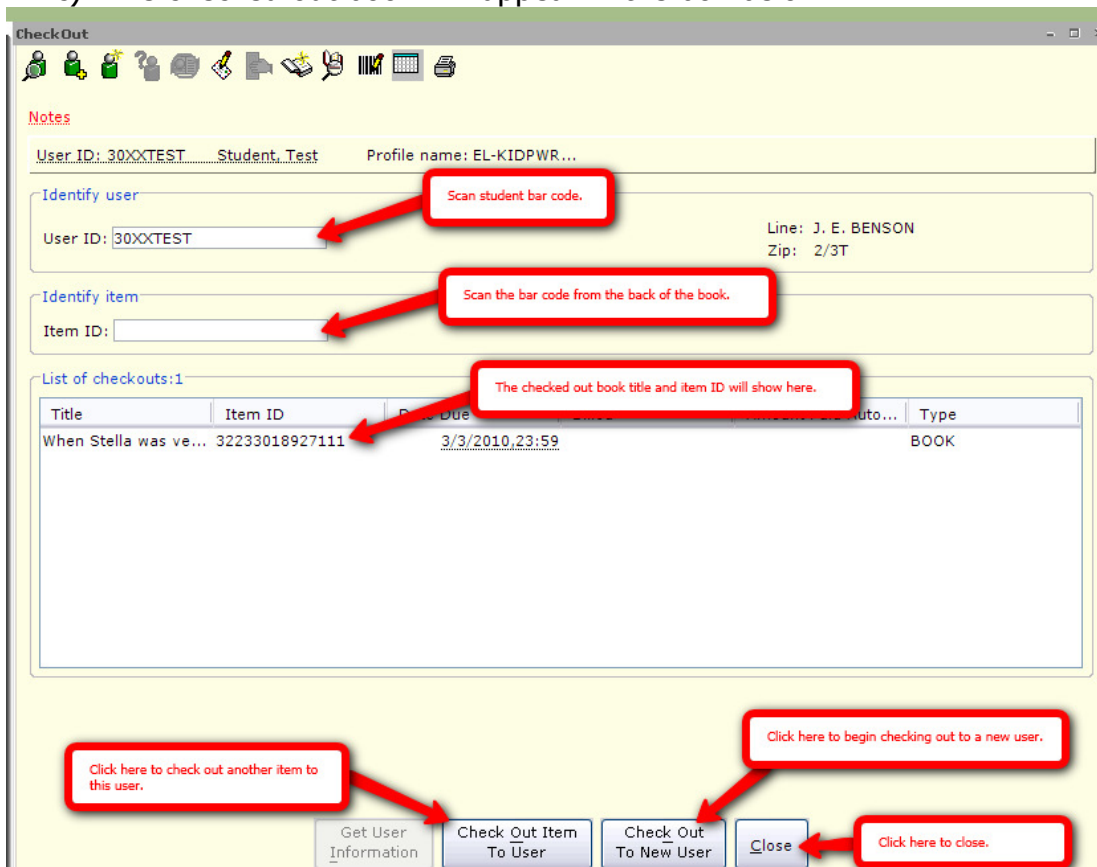 CheckOut
Notes
User ID: 30XXTEST Student, Test Profile name: EL-KIDPWR...
Identify user
Scan student bar code.
User ID: 30XXTEST
Line: J. E. BENSON
Zip: 2/3T
Identify item
Scan the bar code from the back of the book.
Item ID:
List of checkouts:1
The checked out book title and item ID will show here.
Title Item ID Due Type
When Stella was ve... 32233018927111 3/3/2010,23:59 BOOK
Click here to begin checking out to a new user.
Click here to check out another item to
this user.
Get User
Information
Check Out Item
To User
Check Out
To New User
Close
Click here to close.